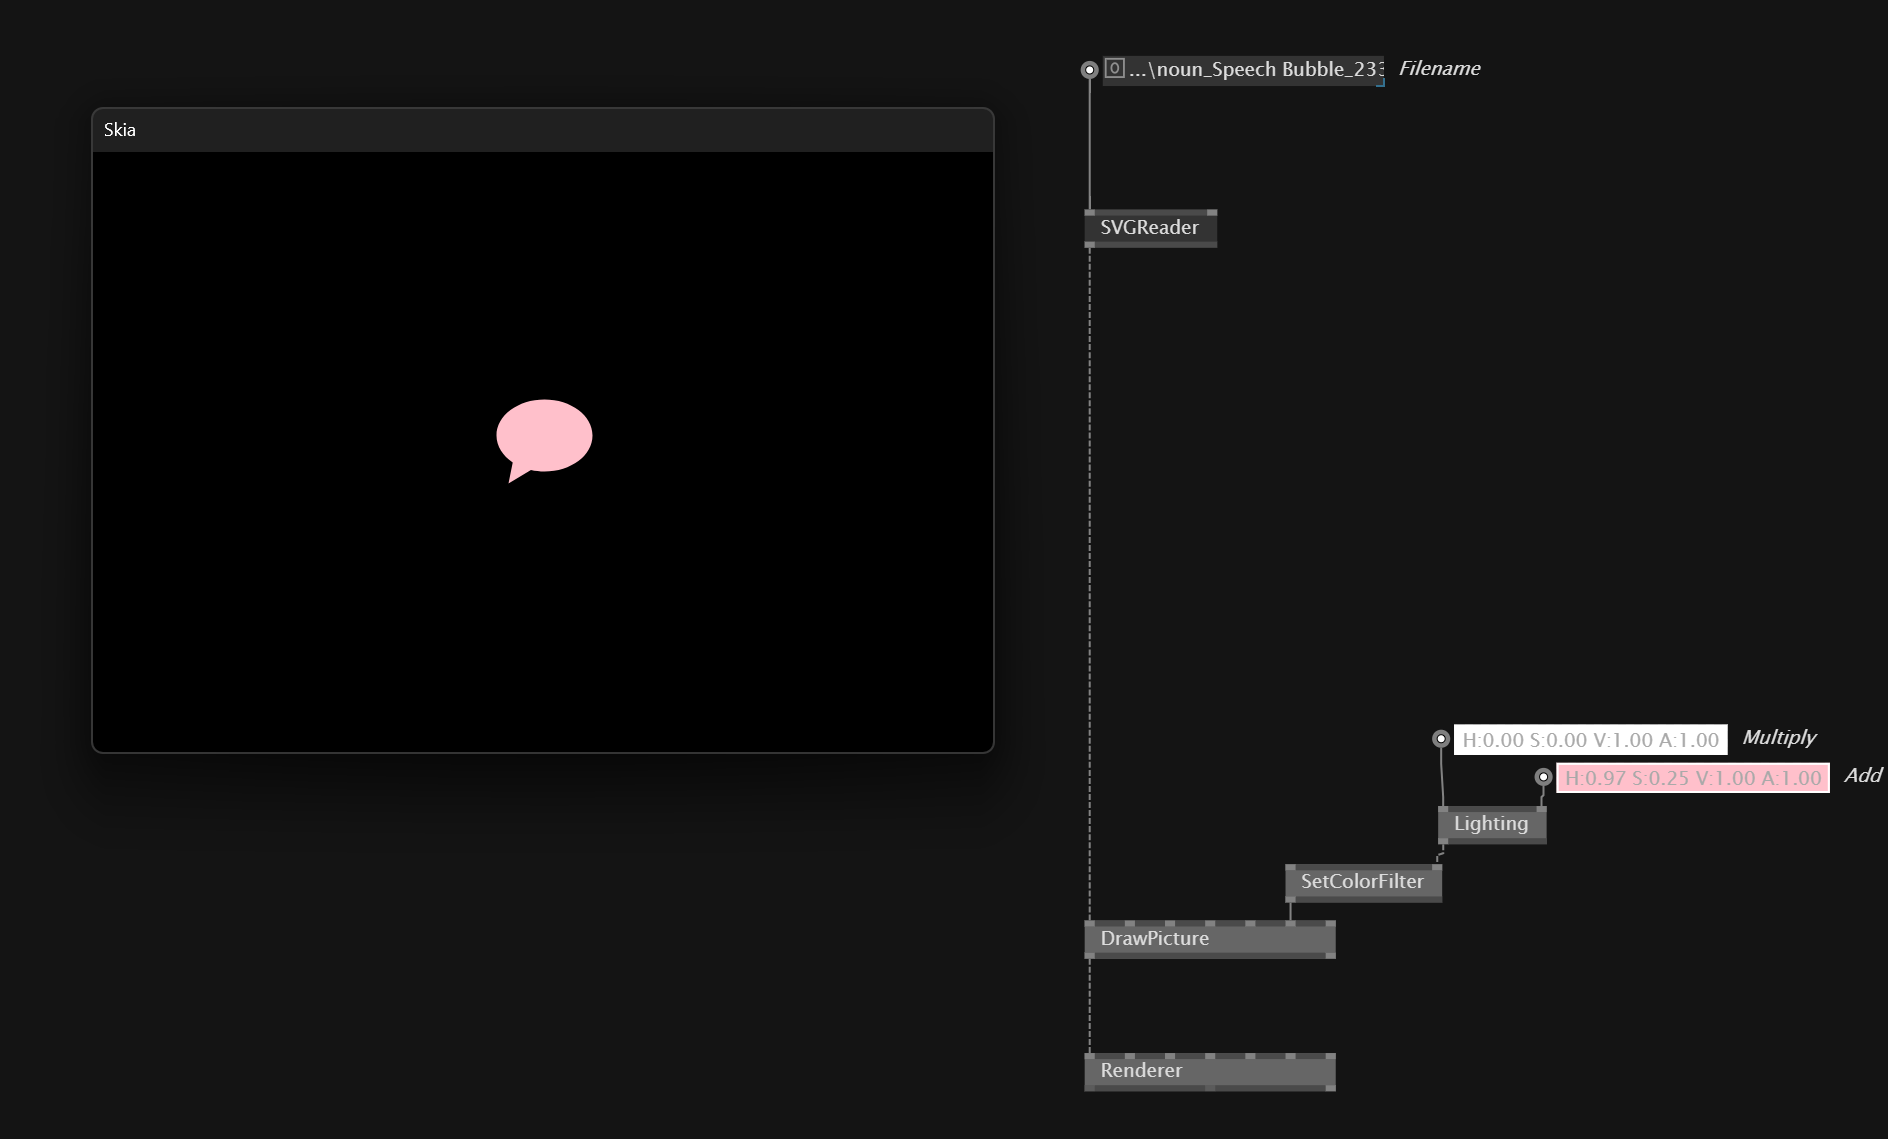 ...\noun_Speech Bubble_233
Filename
Skia
SVGReader
H:0.00 S:0.00 V:1.00 A:1.00
Multiply
H:0.97 S:0.25 V:1.00 A:1.00
Add
Lighting
SetColorFilter
DrawPicture
Renderer